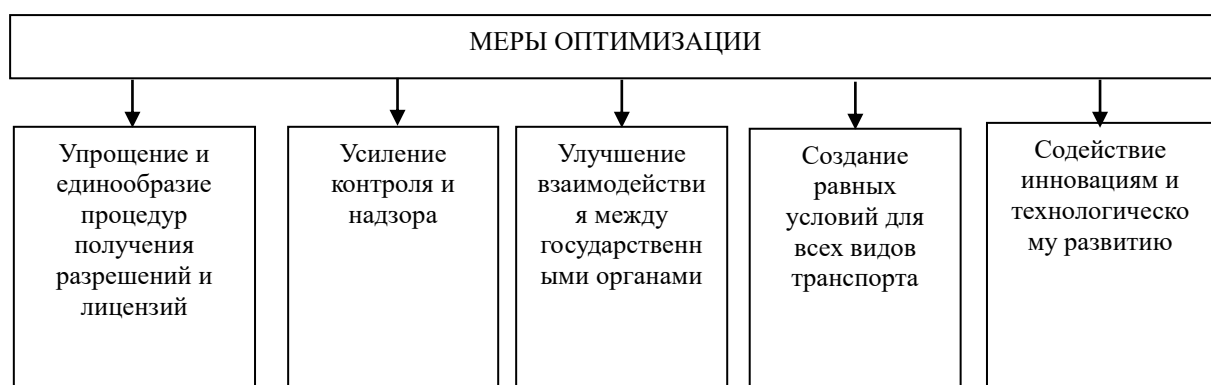 МЕРЫ ОПТИМИЗАЦИИ
Упрощение и
единообразие
процедур
получения
разрешений и
лицензий
Усиление
контроля и
надзора
Улучшение
взаимодействи
я между
государственн
ыми органами
Создание
равных
условий для
всех видов
транспорта
Содействие
инновациям и
технологическо
му развитию